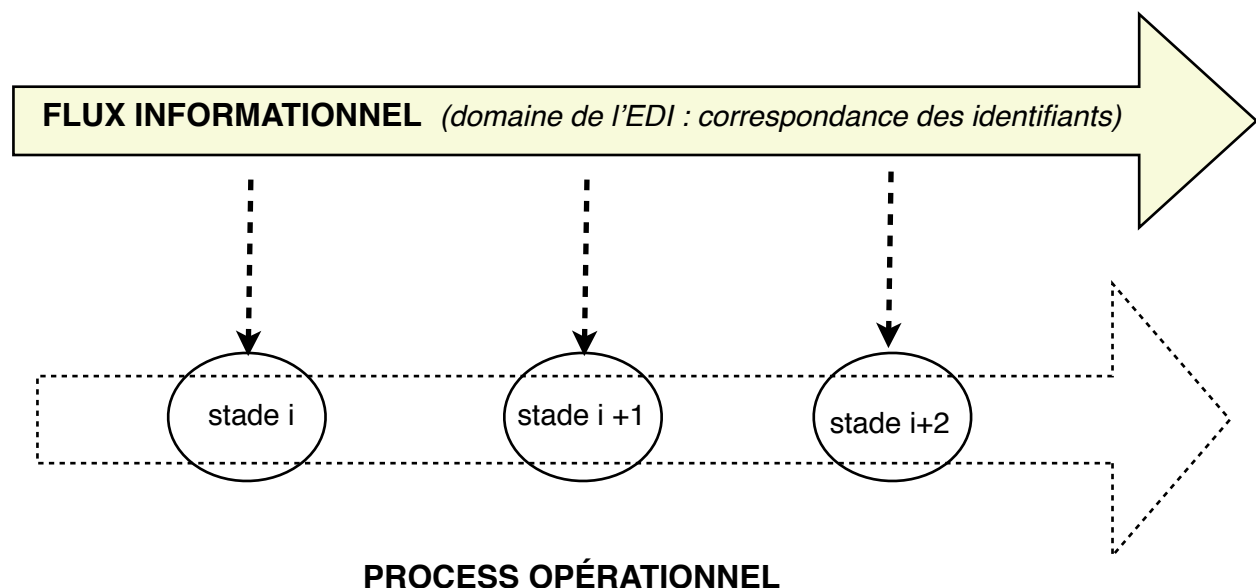 FLUX INFORMATIONNEL (domaine de l'EDI : correspondance des identifiants)
stade i
stade i +1
stade i+2
PROCESS OPÉRATIONNEL